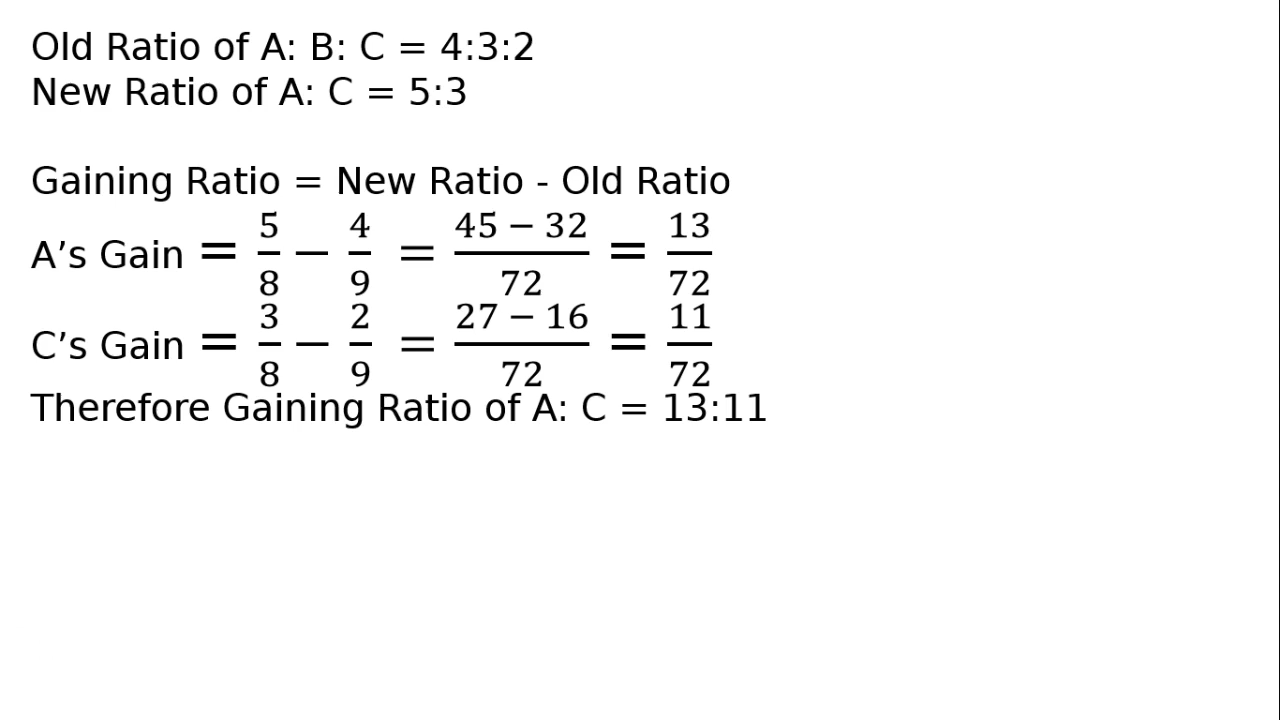 Old Ratio of A: B: C = 4:3:2
New Ratio of A: C = 5:3
Gaining Ratio = New Ratio - Old Ratio
A’s Gain = 5/8 − 4/9 = 45 − 32/72 = 13/72
C’s Gain = 3/8 − 2/9 = 27 − 16/72 = 11/72
Therefore Gaining Ratio of A: C = 13:11